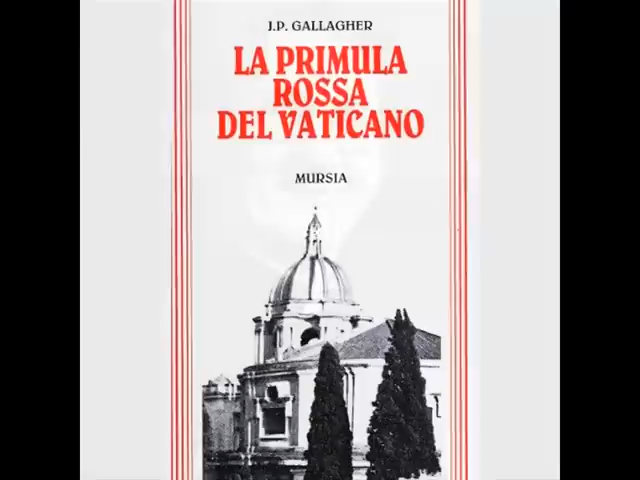 J.P. GALLAGHER
LA PRIMULA
ROSSA
DEL VATICANO
MURSIA